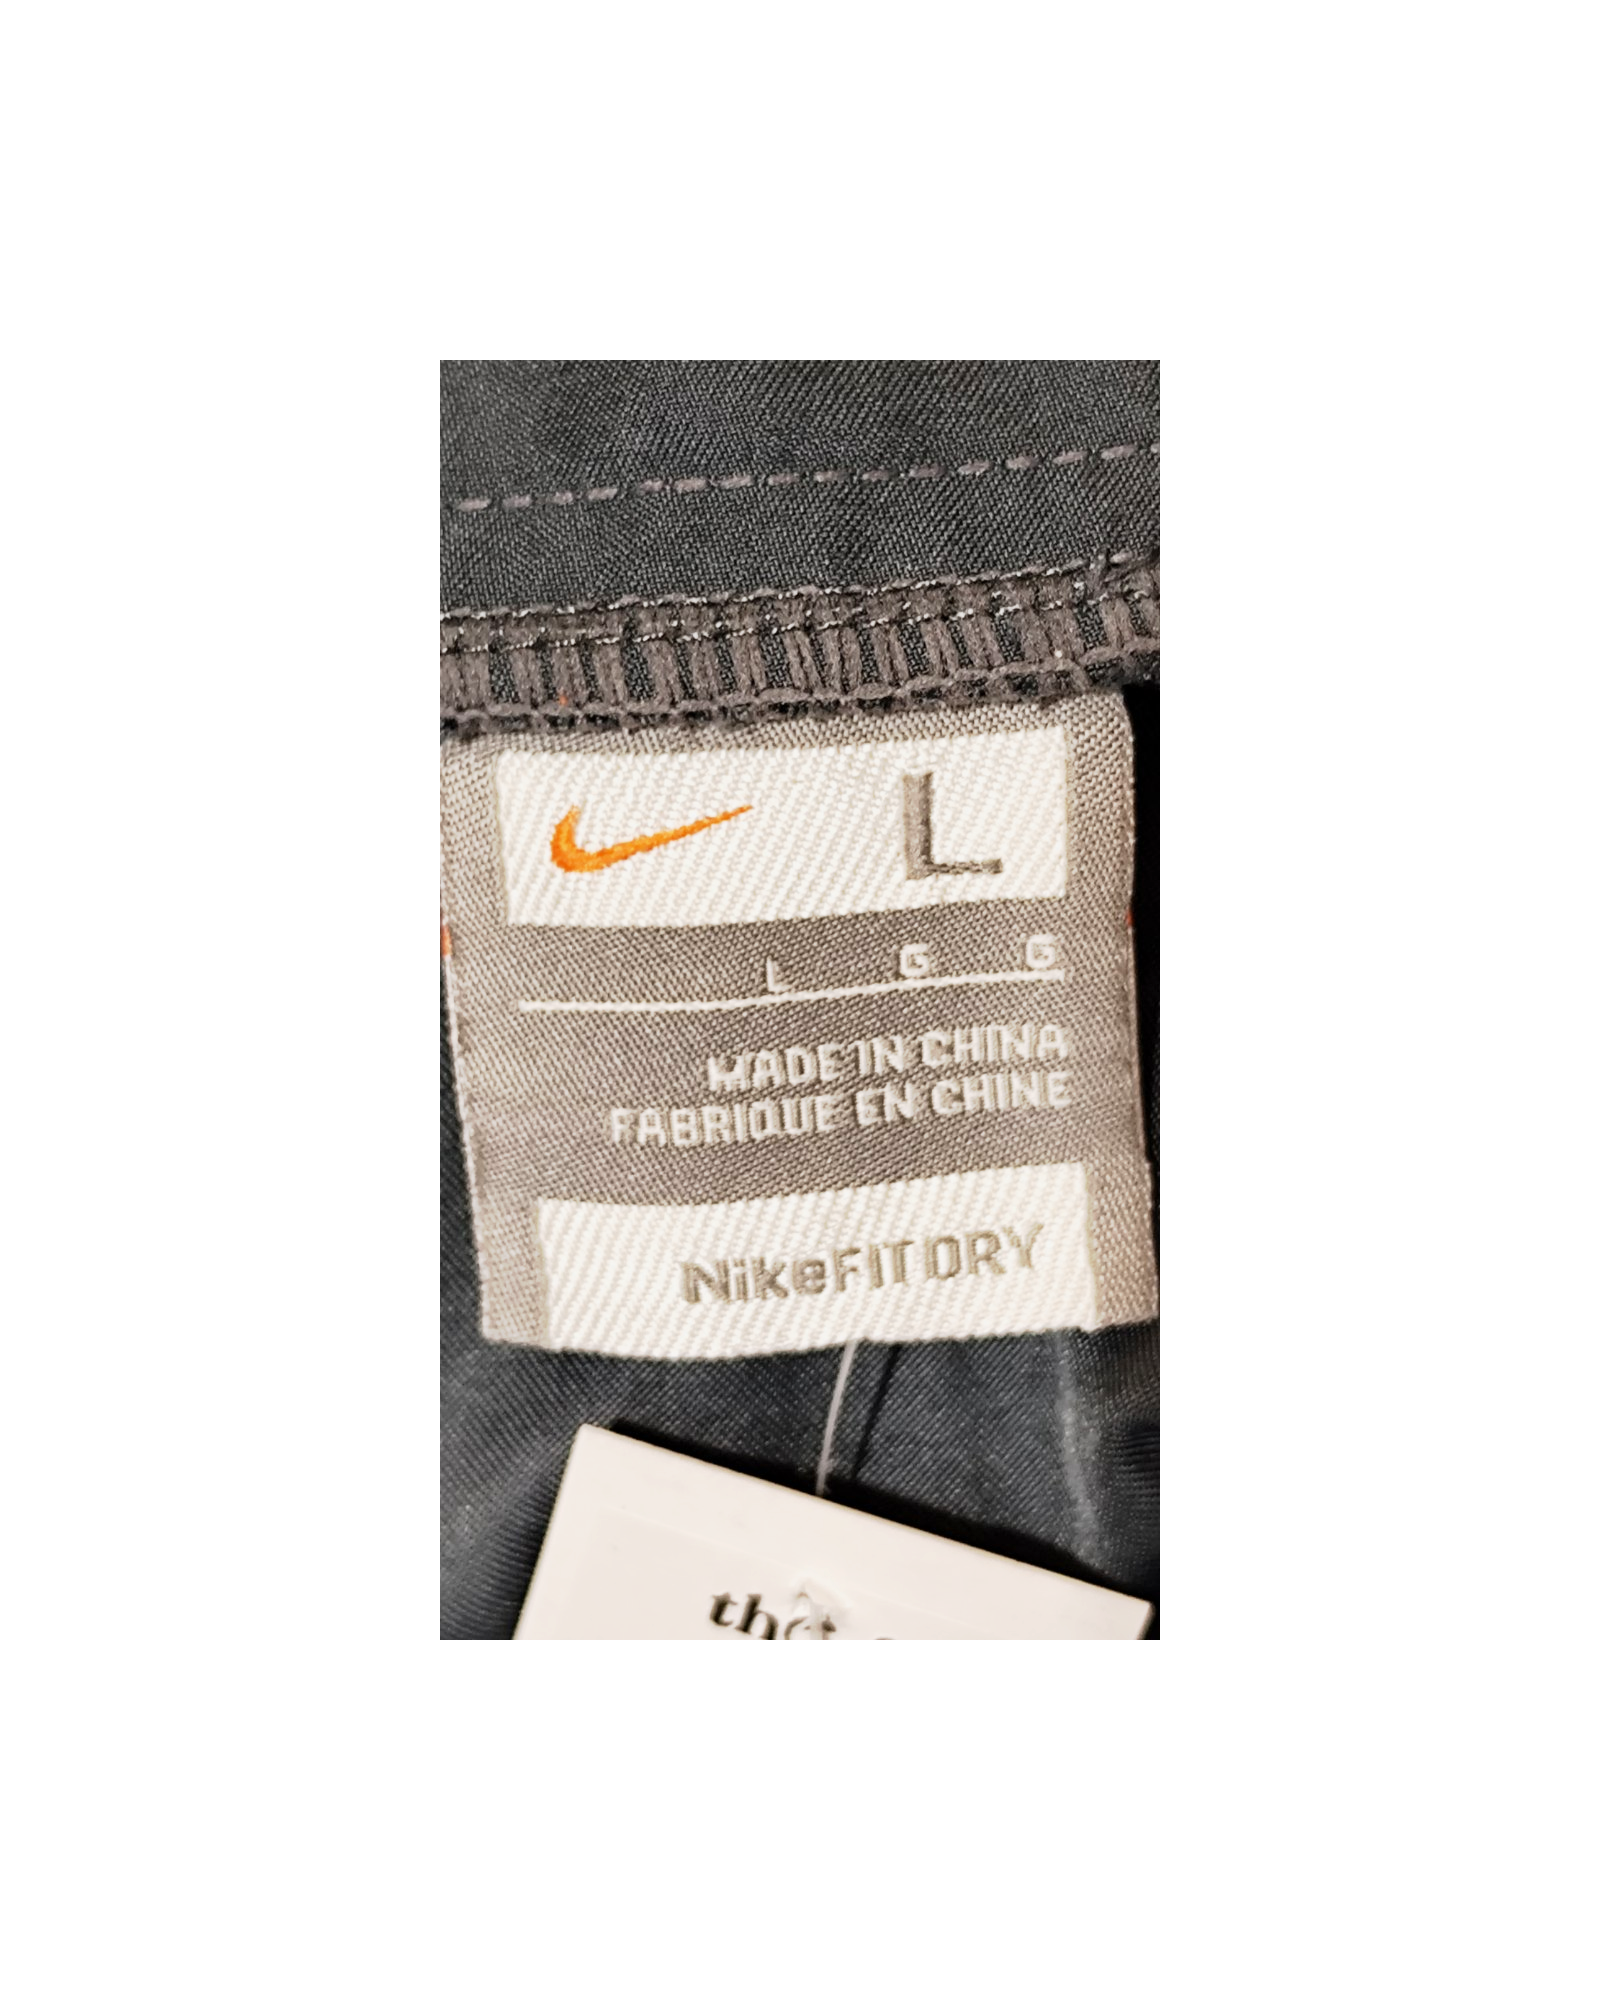 L
L G G
MADE IN CHINA
FABRIQUE EN CHINE
NikeFIT DRY